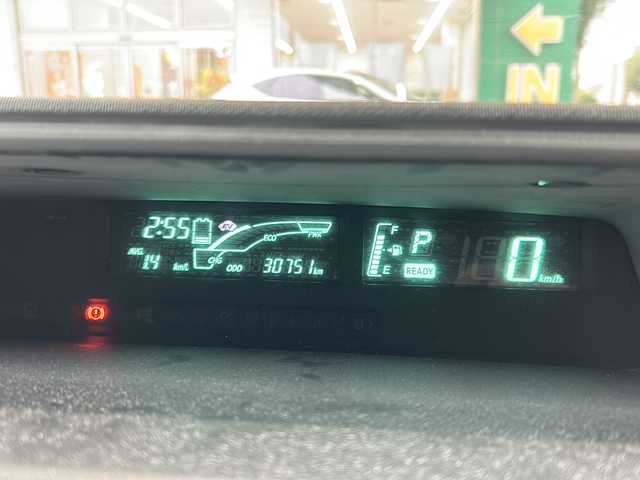 IN
2:55
ECO
PWR
CHG
AVG
14 km/L
ODO 30751 km
F
E
P
READY
0 km/h